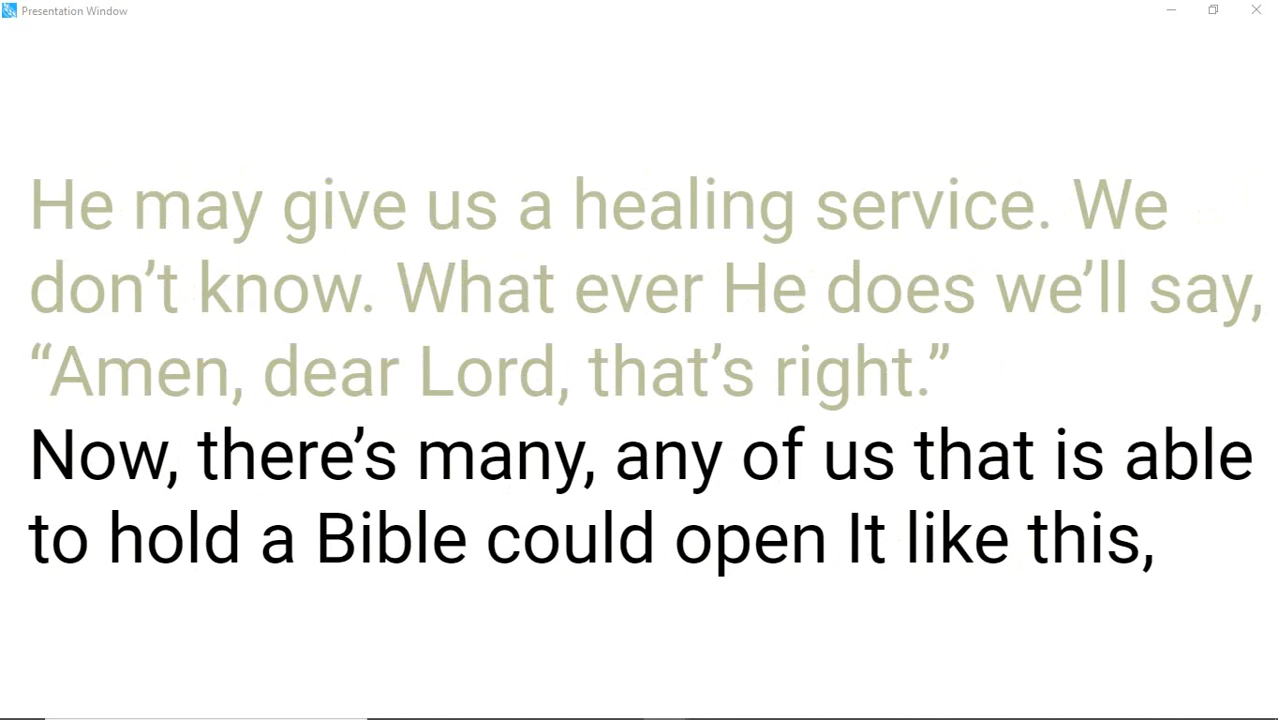 Presentation Window
He may give us a healing service. We
don’t know. What ever He does we’ll say,
“Amen, dear Lord, that’s right.”
Now, there’s many, any of us that is able
to hold a Bible could open It like this,